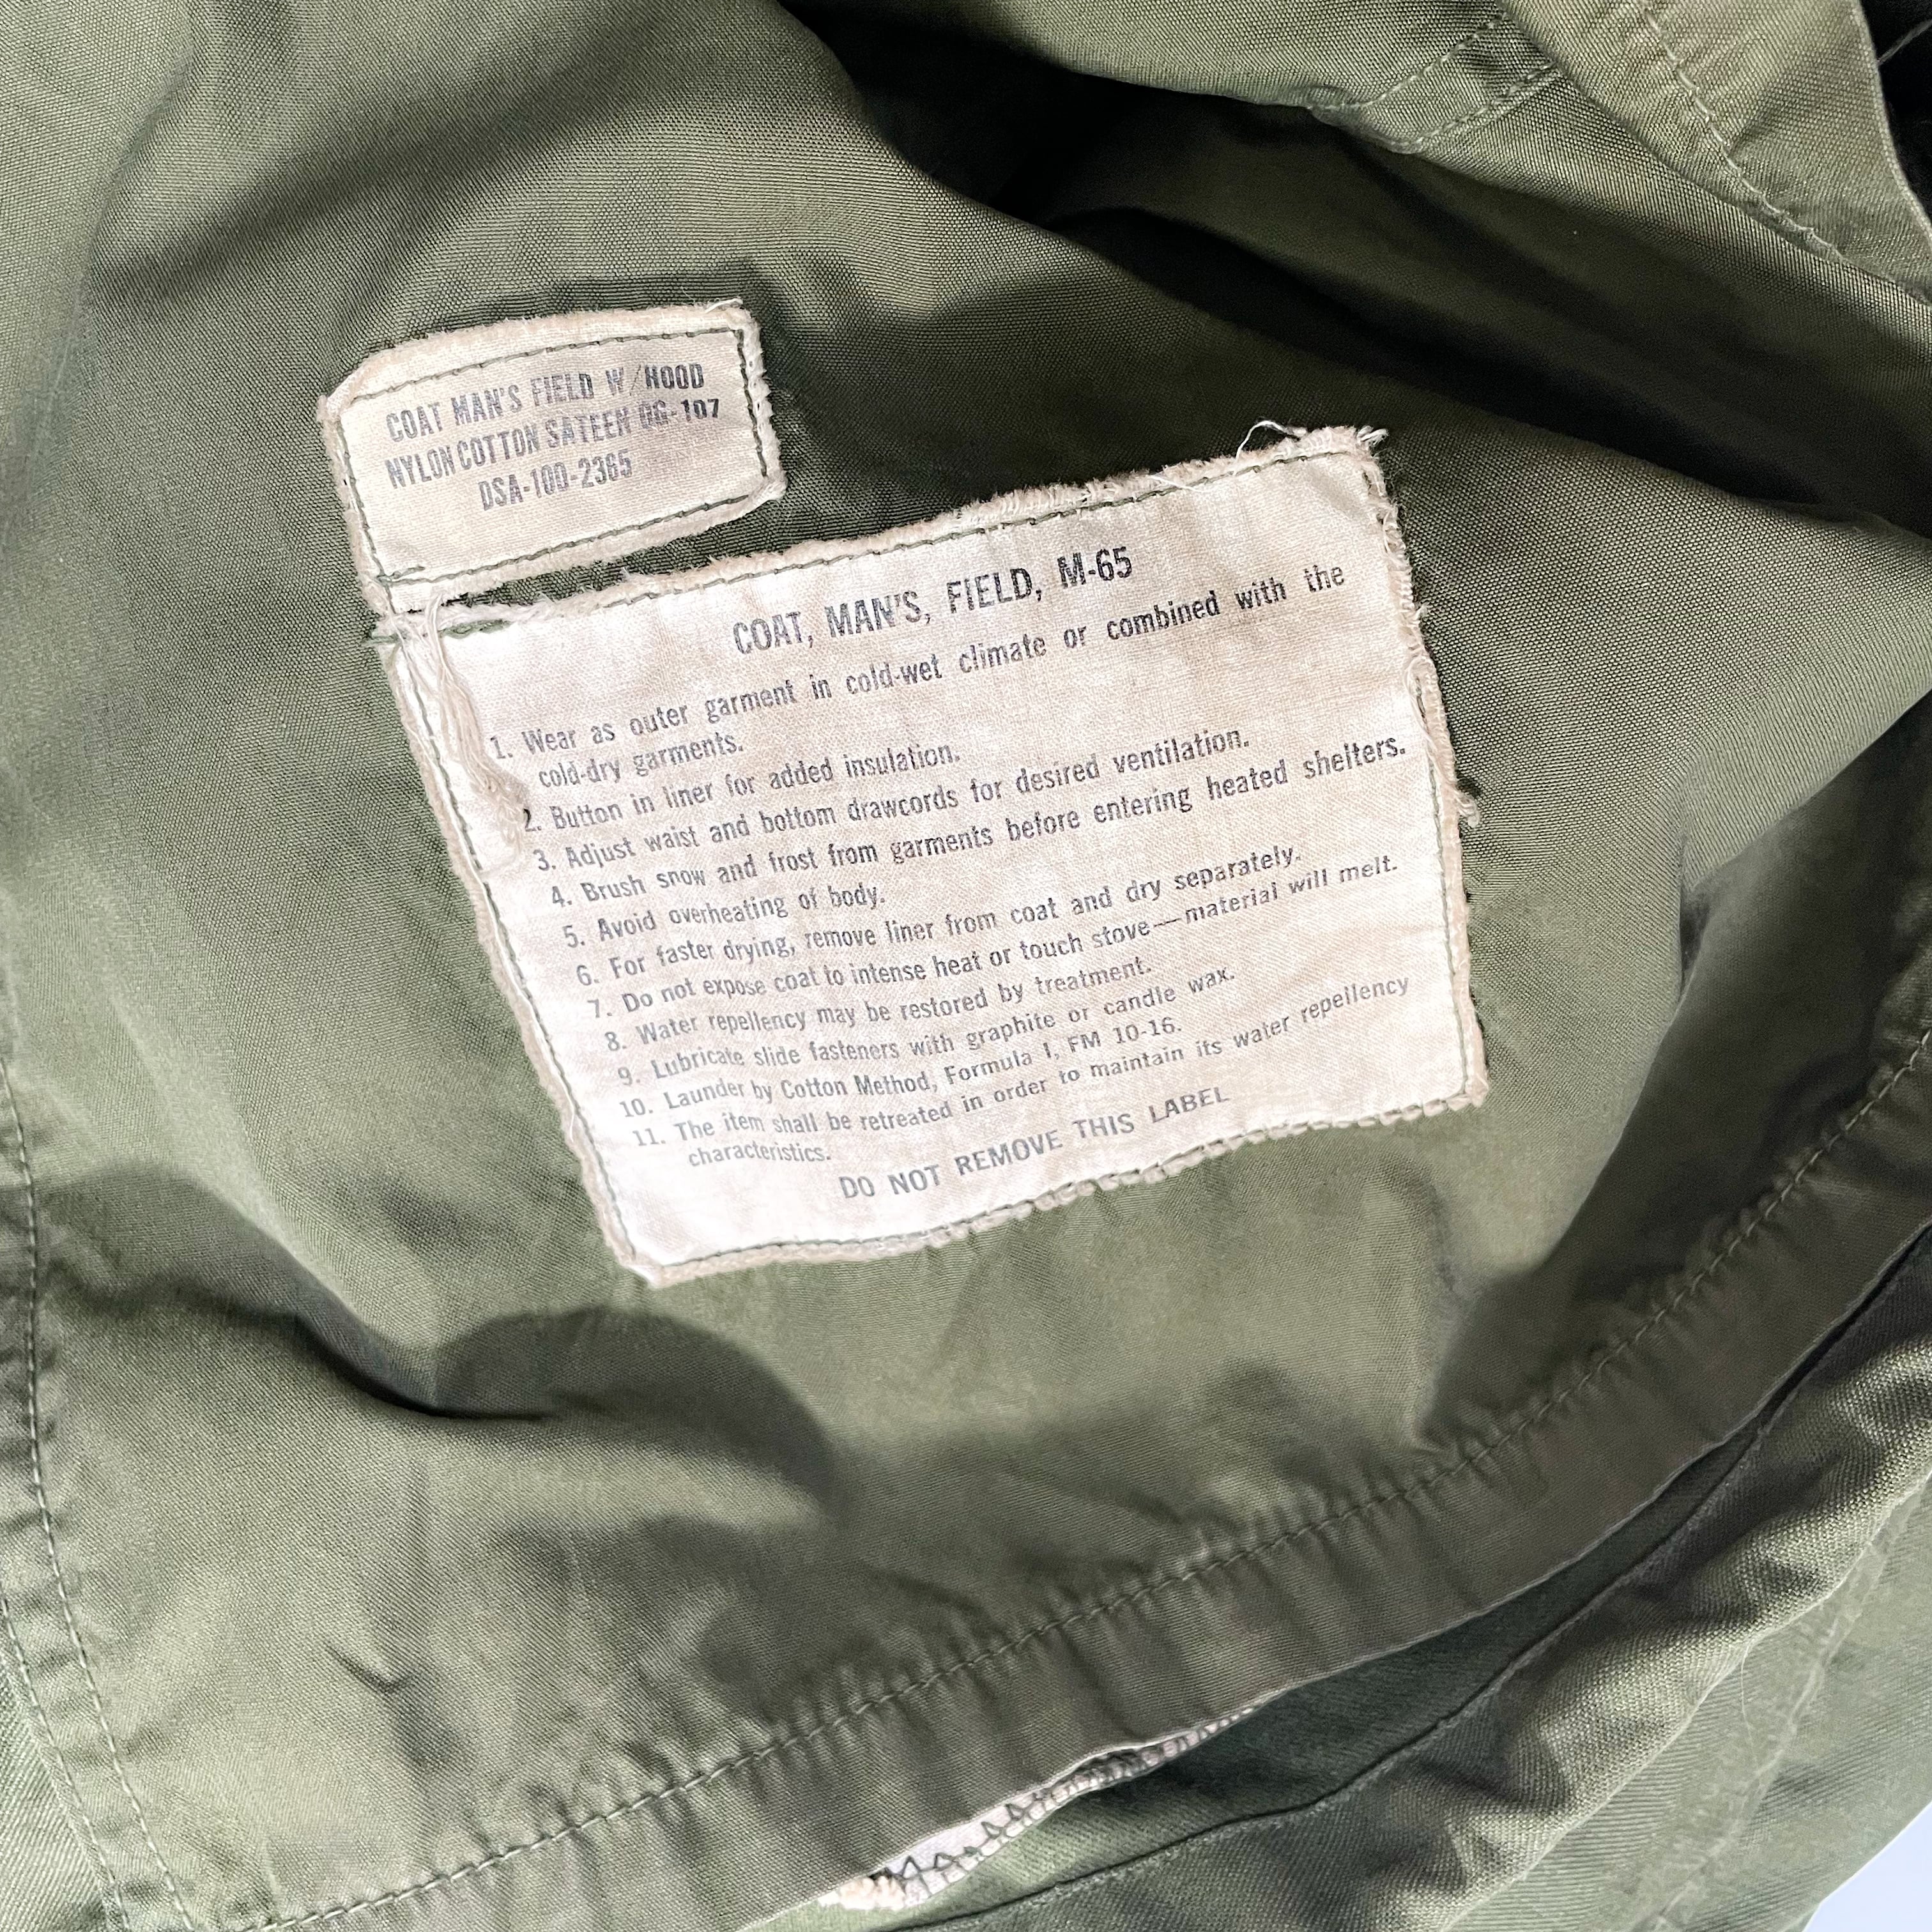 COAT MAN'S FIELD W/HOOD
NYLON COTTON SATEEN OG-107
DSA-100-2365
COAT, MAN'S, FIELD, M-65
1. Wear as outer garment in cold-wet climate or combined with the
cold-dry garments.
2. Button in liner for added insulation.
3. Adjust waist and bottom drawcords for desired ventilation.
4. Brush snow and frost from garments before entering heated shelters.
5. Avoid overheating of body.
6. For faster drying, remove liner from coat and dry separately.
7. Do not expose coat to intense heat or touch stove—material will melt.
8. Water repellency may be restored by treatment.
9. Lubricate slide fasteners with graphite or candle wax.
10. Launder by Cotton Method, Formula I, FM 10-16.
11. The item shall be retreated in order to maintain its water repellency
characteristics.
DO NOT REMOVE THIS LABEL